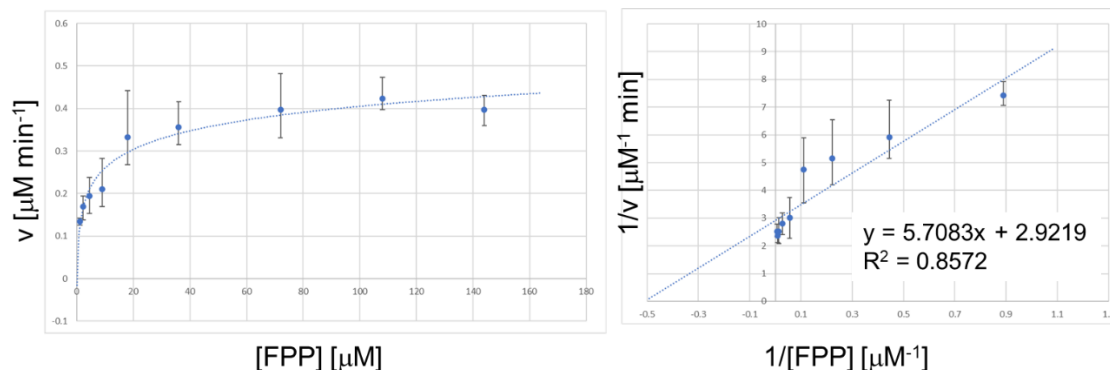 0.6
0.5
0.4
0.3
0.2
0.1
0
-0.1
0 20 40 60 80 100 120 140 160 180
v [μM min⁻¹]
[FPP] [μM]
10
9
8
7
6
5
4
3
2
1
0
-0.5 -0.3 -0.1 0.1 0.3 0.5 0.7 0.9 1.1
1/v [μM⁻¹ min]
y = 5.7083x + 2.9219
R² = 0.8572
1/[FPP] [μM⁻¹]